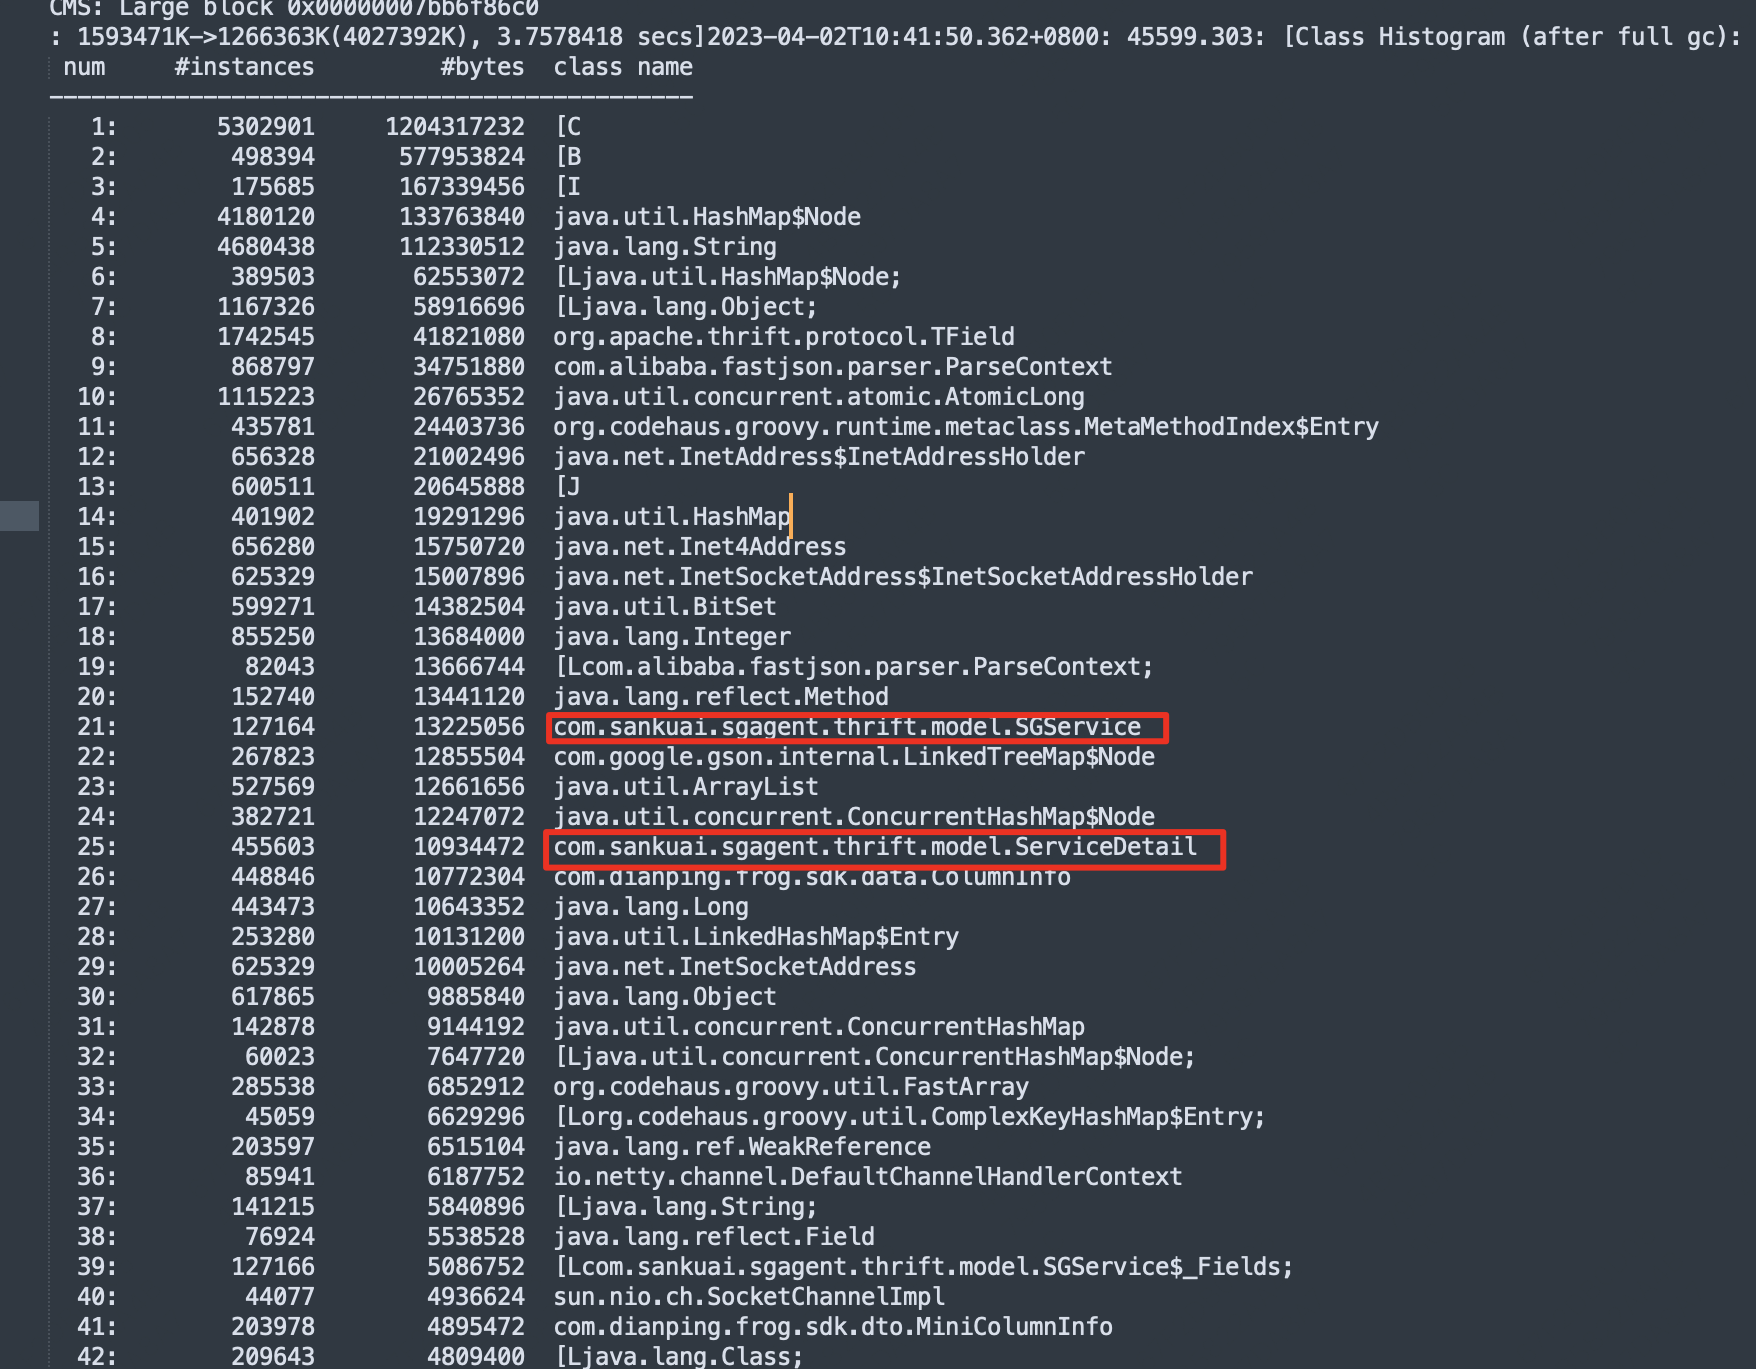 CMS: Large block 0x00000007bb6f86c0
: 1593471K->1266363K(4027392K), 3.7578418 secs]2023-04-02T10:41:50.362+0800: 45599.303: [Class Histogram (after full gc):
num #instances #bytes class name
----------------------------------------------
1: 5302901 1204317232 [C
2: 498394 577953824 [B
3: 175685 167339456 [I
4: 4180120 133763840 java.util.HashMap$Node
5: 4680438 112330512 java.lang.String
6: 389503 62553072 [Ljava.util.HashMap$Node;
7: 1167326 58916696 [Ljava.lang.Object;
8: 1742545 41821080 org.apache.thrift.protocol.TField
9: 868797 34751880 com.alibaba.fastjson.parser.ParseContext
10: 1115223 26765352 java.util.concurrent.atomic.AtomicLong
11: 435781 24403736 org.codehaus.groovy.runtime.metaclass.MetaMethodIndex$Entry
12: 656328 21002496 java.net.InetAddress$InetAddressHolder
13: 600511 20645888 [J
14: 401902 19291296 java.util.HashMap
15: 656280 15750720 java.net.Inet4Address
16: 625329 15007896 java.net.InetSocketAddress$InetSocketAddressHolder
17: 599271 14382504 java.util.BitSet
18: 855250 13684000 java.lang.Integer
19: 82043 13666744 [Lcom.alibaba.fastjson.parser.ParseContext;
20: 152740 13441120 java.lang.reflect.Method
21: 127164 13225056 com.sankuai.sgagent.thrift.model.SGService
22: 267823 12855504 com.google.gson.internal.LinkedTreeMap$Node
23: 527569 12661656 java.util.ArrayList
24: 382721 12247072 java.util.concurrent.ConcurrentHashMap$Node
25: 455603 10934472 com.sankuai.sgagent.thrift.model.ServiceDetail
26: 448846 10772304 com.dianping.frog.sdk.data.ColumnInfo
27: 443473 10643352 java.lang.Long
28: 253280 10131200 java.util.LinkedHashMap$Entry
29: 625329 10005264 java.net.InetSocketAddress
30: 617865 9885840 java.lang.Object
31: 142878 9144192 java.util.concurrent.ConcurrentHashMap
32: 60023 7647720 [Ljava.util.concurrent.ConcurrentHashMap$Node;
33: 285538 6852912 org.codehaus.groovy.util.FastArray
34: 45059 6629296 [Lorg.codehaus.groovy.util.ComplexKeyHashMap$Entry;
35: 203597 6515104 java.lang.ref.WeakReference
36: 85941 6187752 io.netty.channel.DefaultChannelHandlerContext
37: 141215 5840896 [Ljava.lang.String;
38: 76924 5538528 java.lang.reflect.Field
39: 127166 5086752 [Lcom.sankuai.sgagent.thrift.model.SGService$_Fields;
40: 44077 4936624 sun.nio.ch.SocketChannelImpl
41: 203978 4895472 com.dianping.frog.sdk.dto.MiniColumnInfo
42: 209643 4809400 [Ljava.lang.Class;